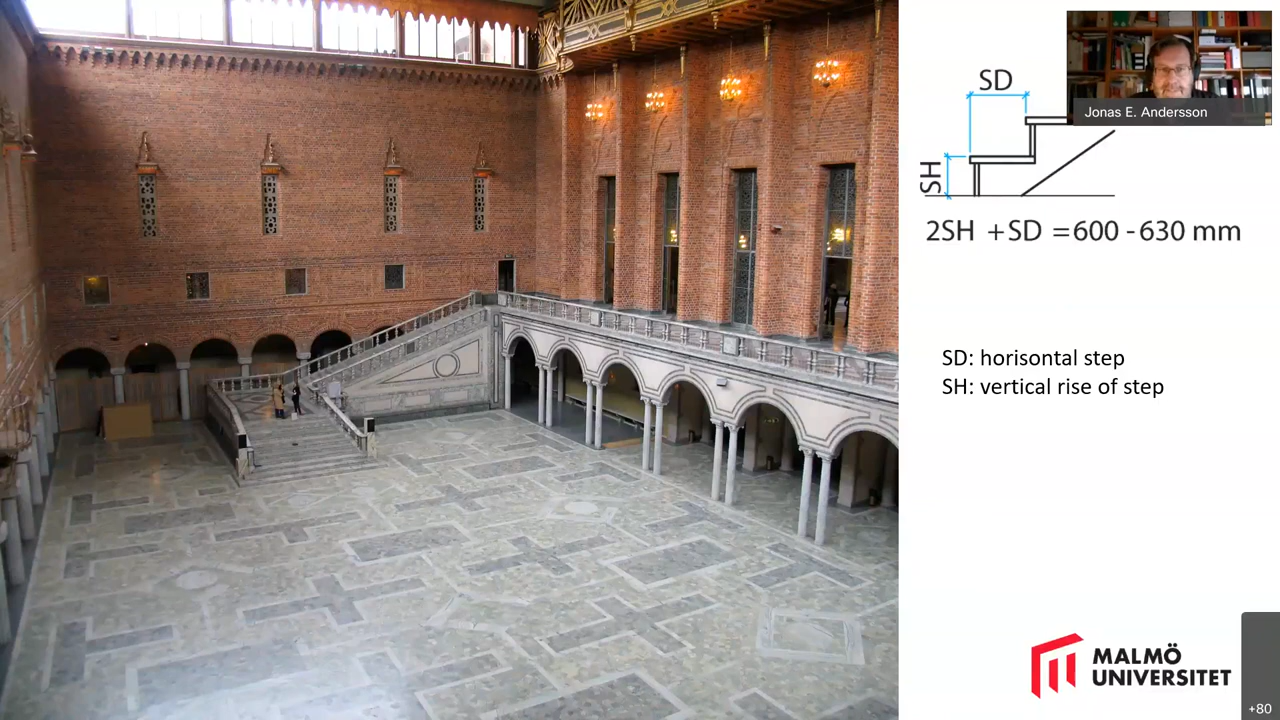 SD
Jonas E. Andersson
SH
2SH + SD = 600 - 630 mm
SD: horisontal step
SH: vertical rise of step
MALMÖ
UNIVERSITET
+80